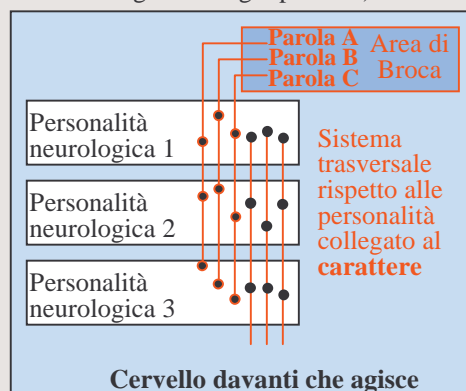 Parola A
Parola B
Parola C
Area di
Broca
Personalità
neurologica 1
Personalità
neurologica 2
Personalità
neurologica 3
Sistema
trasversale
rispetto alle
personalità
collegato al
carattere
Cervello davanti che agisce